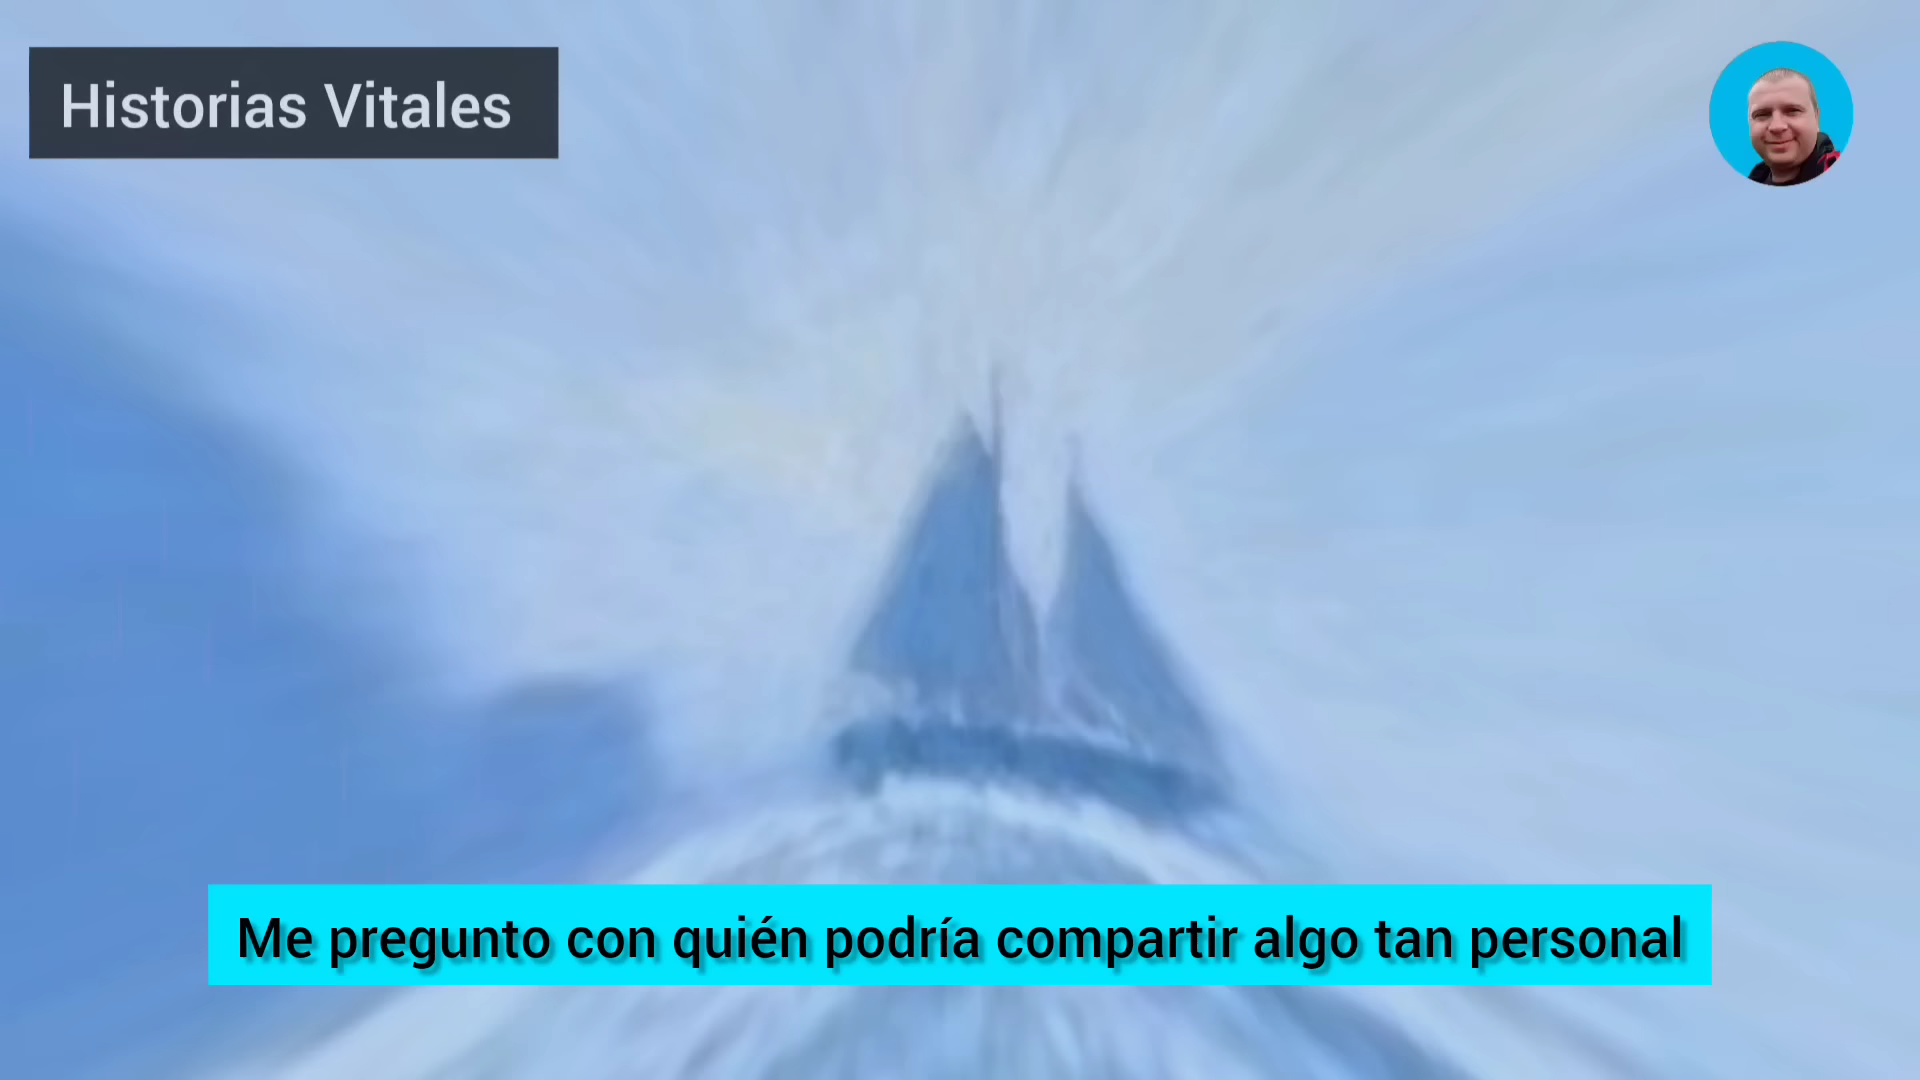 Historias Vitales
Me pregunto con quién podría compartir algo tan personal